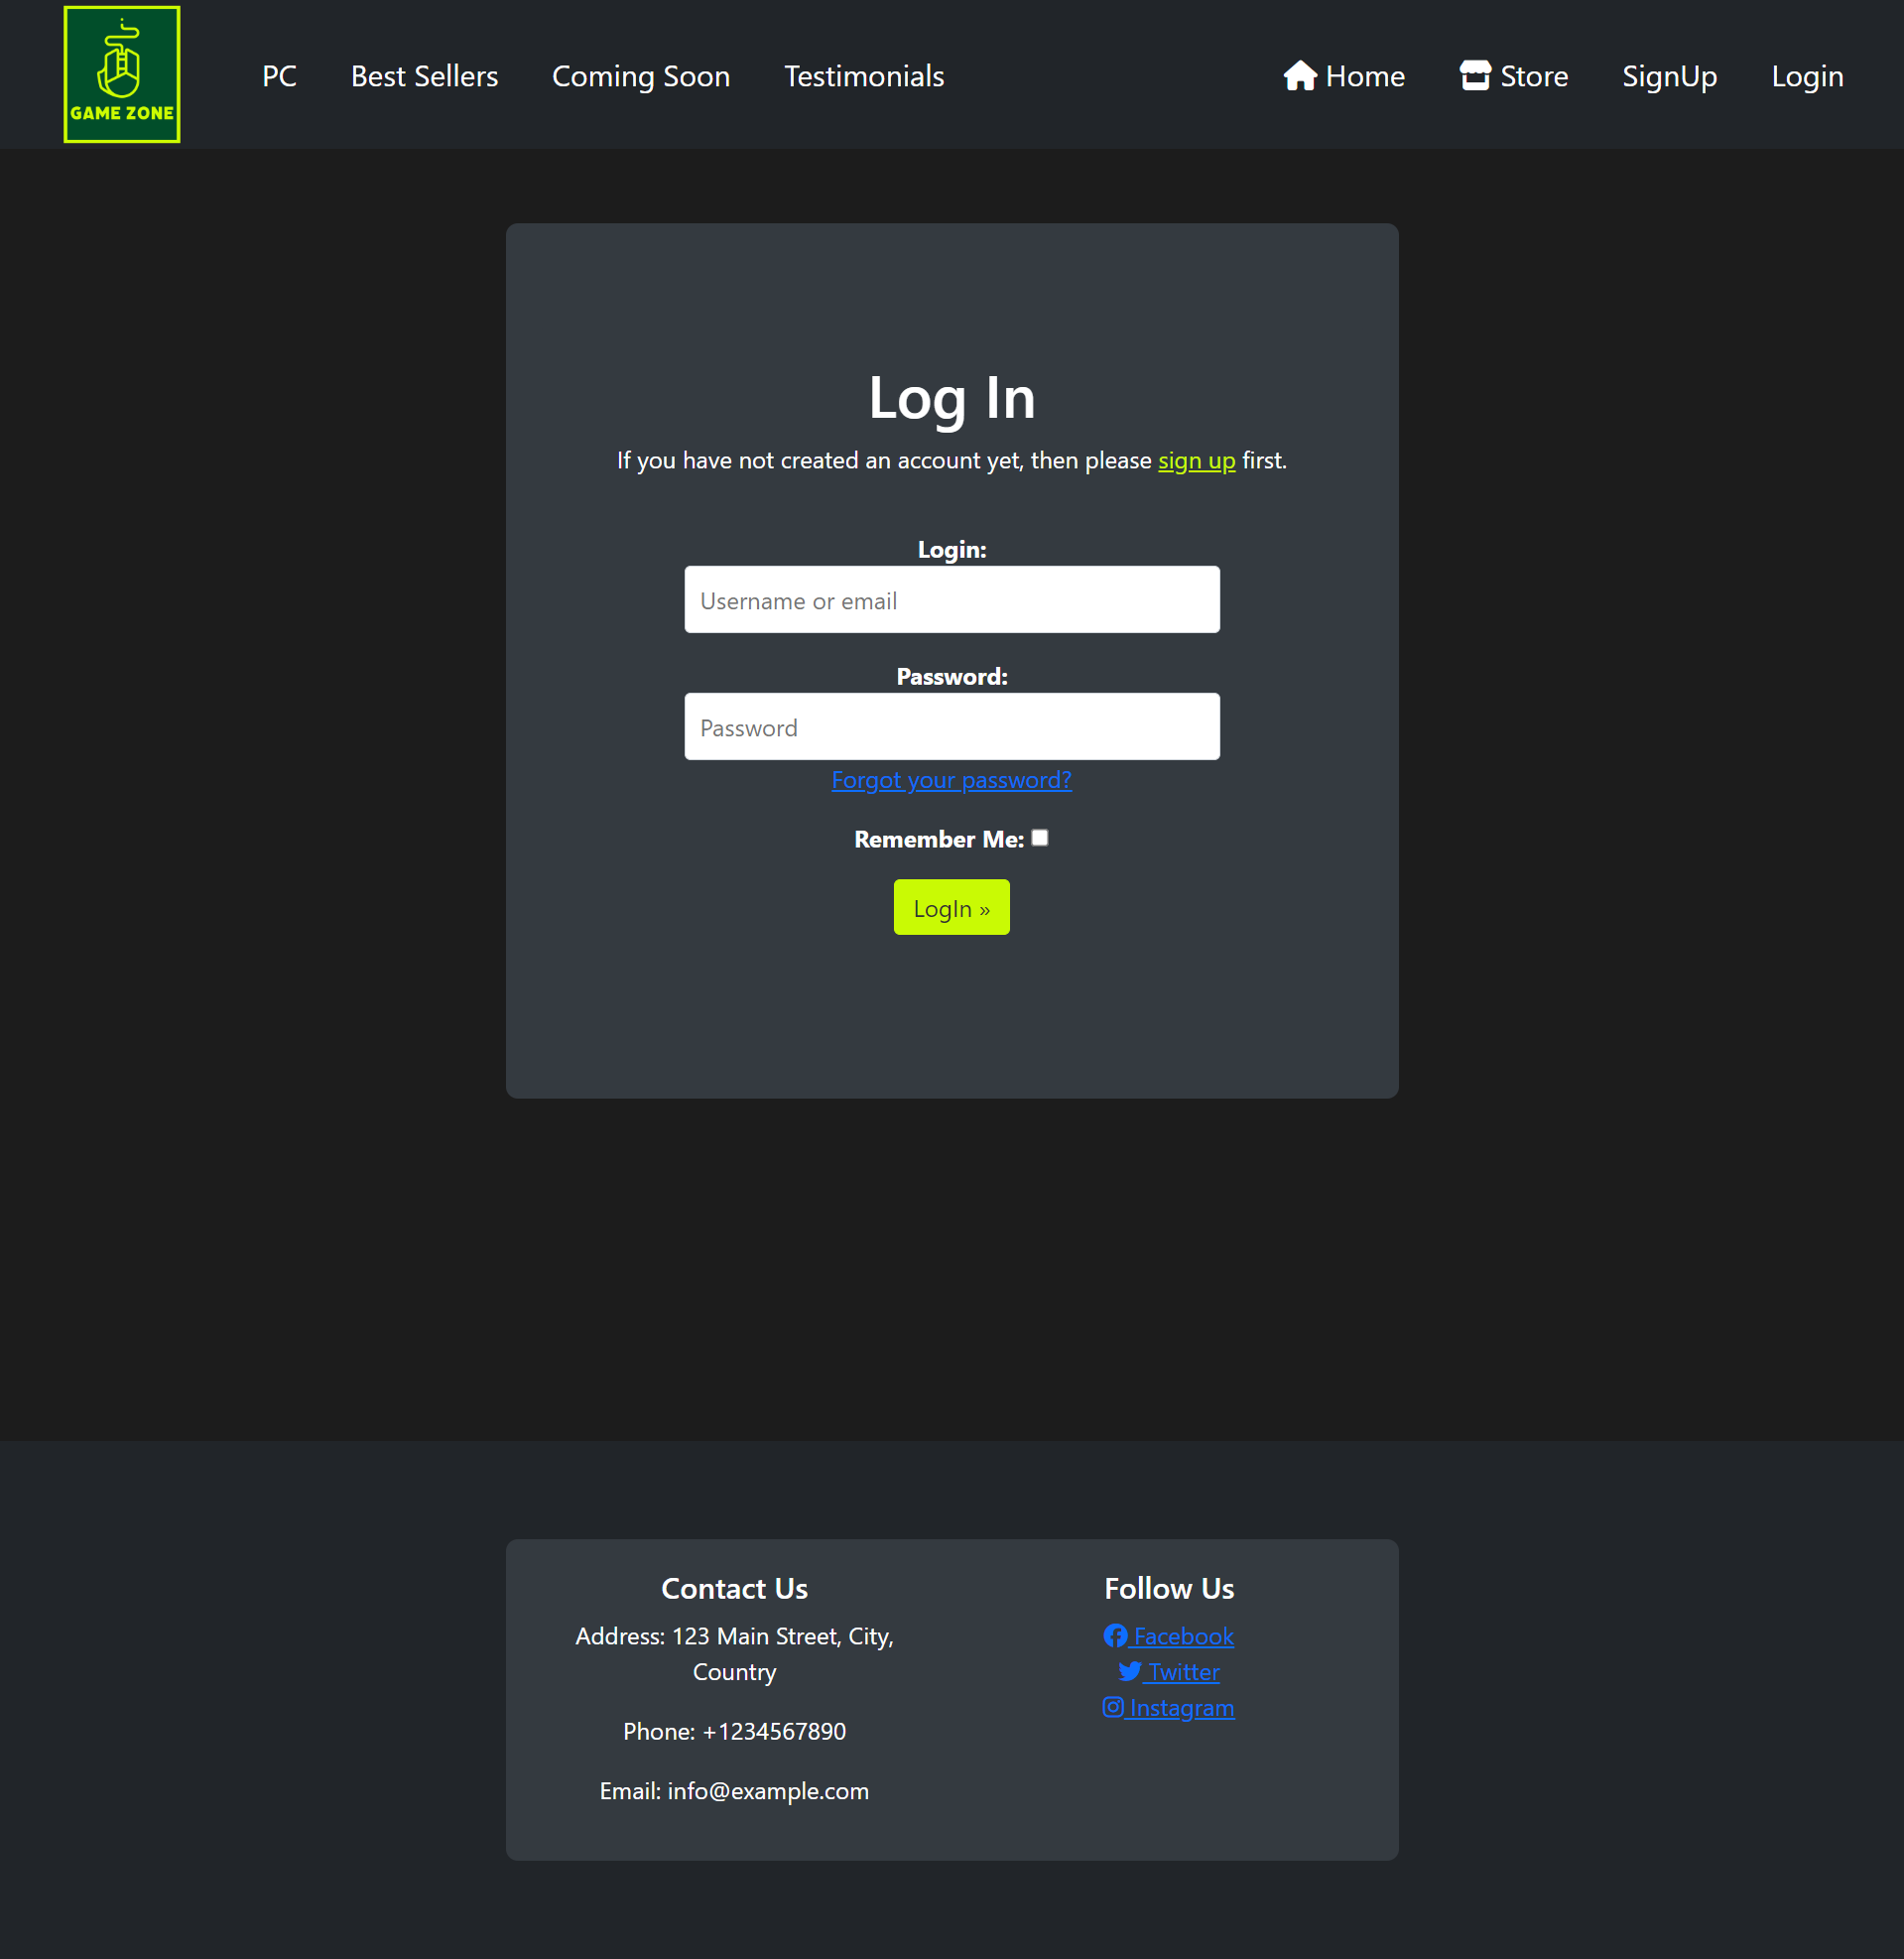 GAME ZONE
PC Best Sellers Coming Soon Testimonials Home Store SignUp Login
Log In
If you have not created an account yet, then please sign up first.
Login:
Username or email
Password:
Password
Forgot your password?
Remember Me:
LogIn »
Contact Us
Address: 123 Main Street, City,
Country
Phone: +1234567890
Email: info@example.com
Follow Us
Facebook
Twitter
Instagram